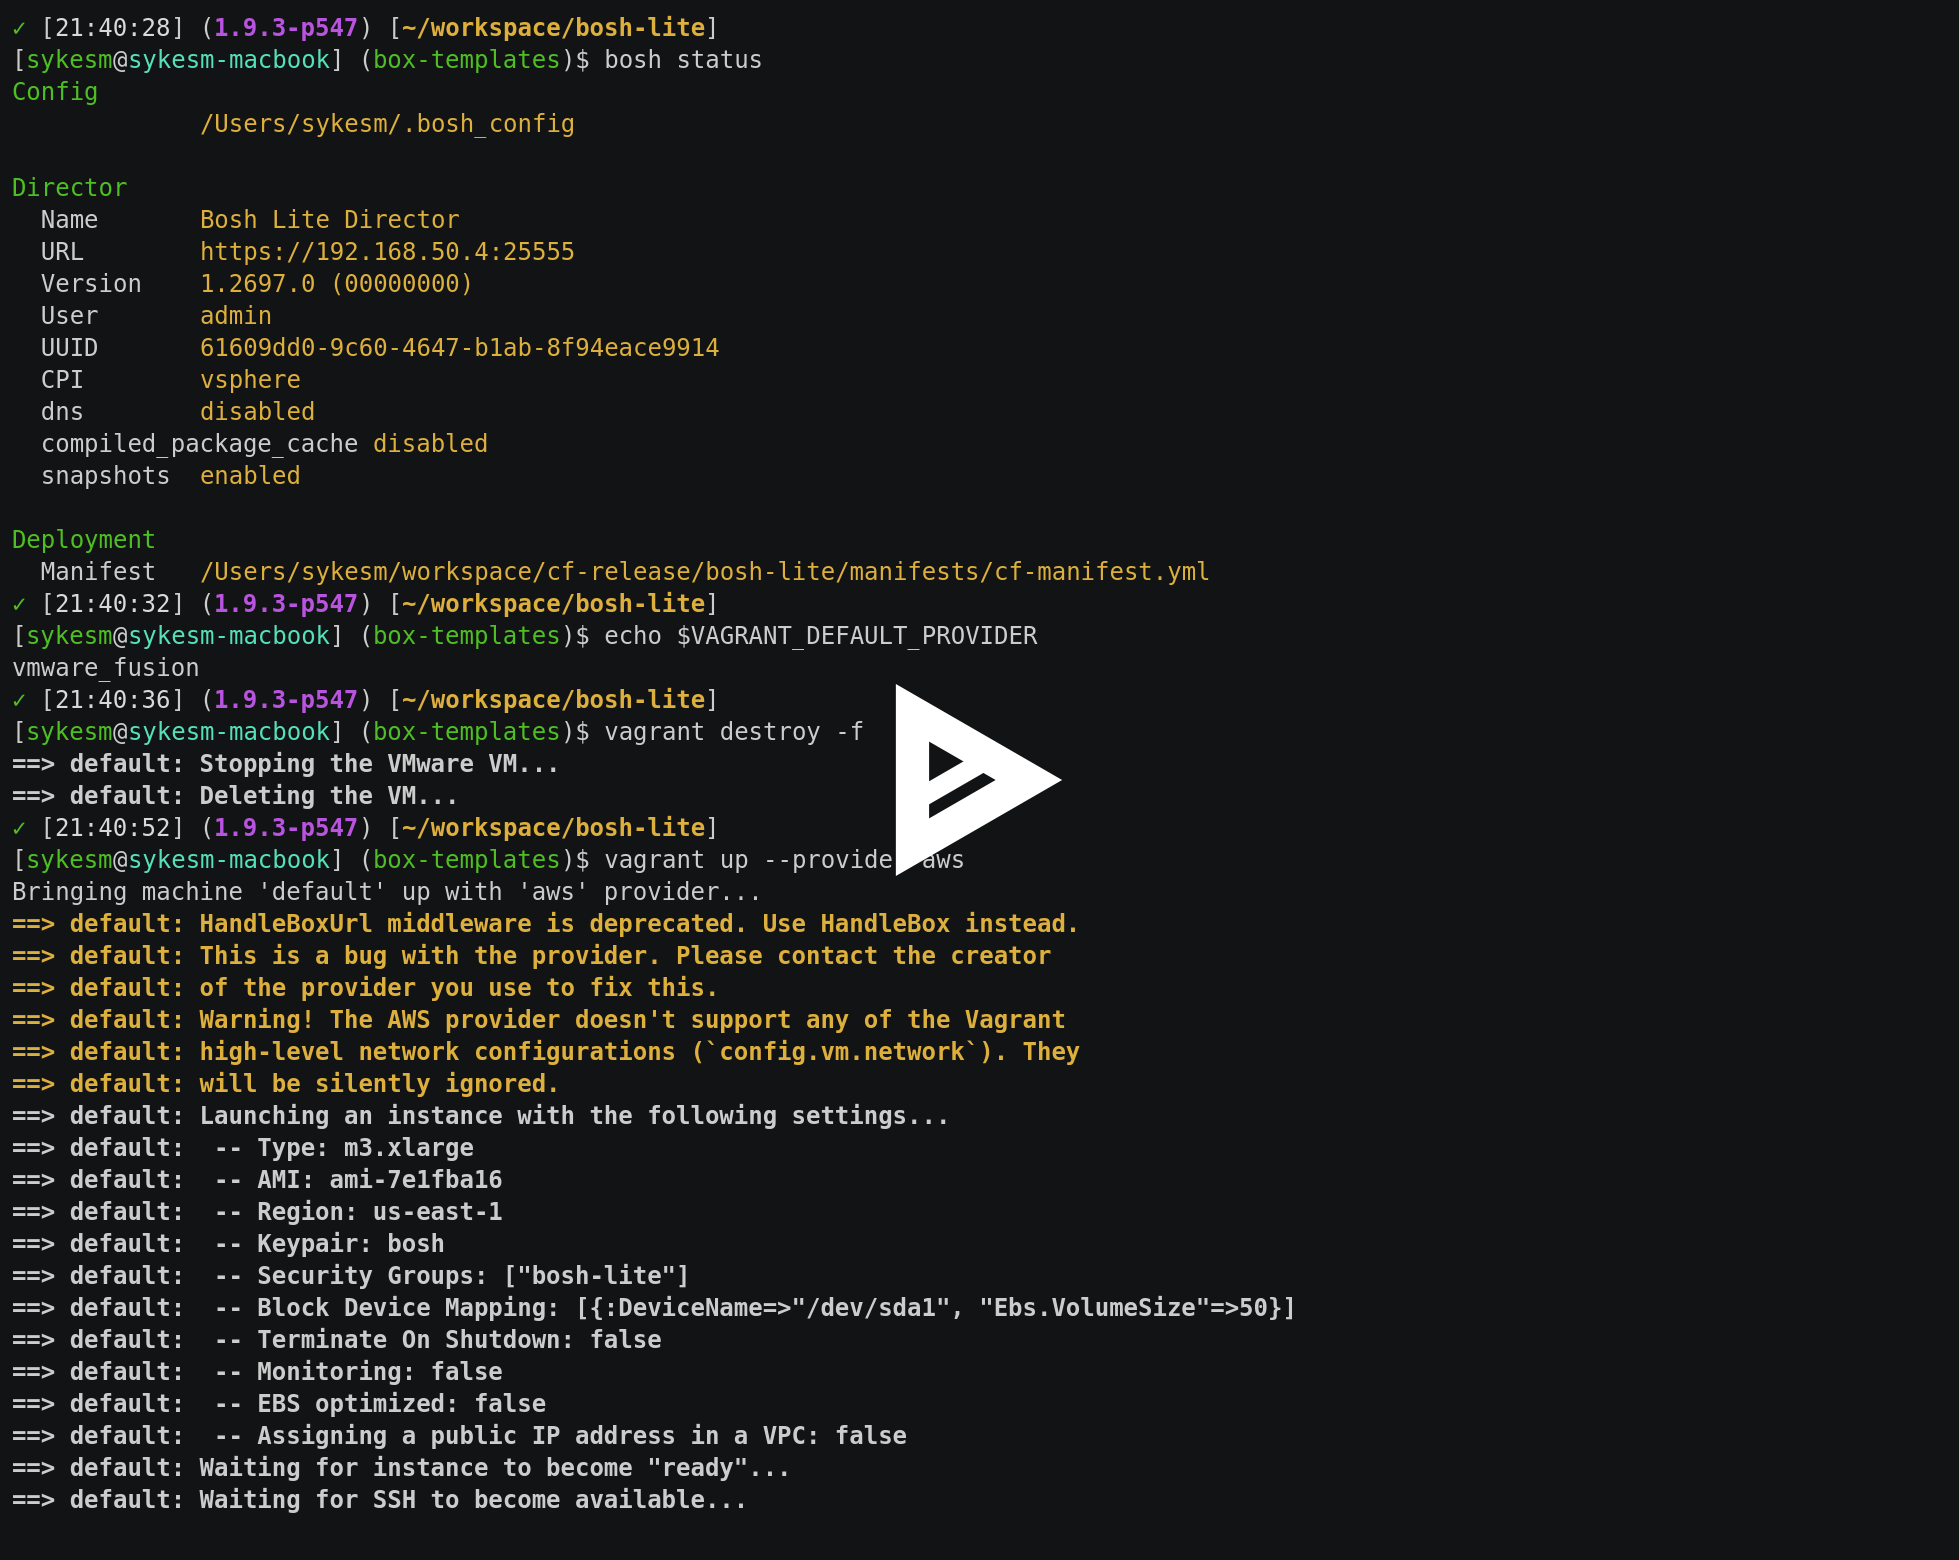 ✓ [21:40:28] (1.9.3-p547) [~/workspace/bosh-lite]
[sykesm@sykesm-macbook] (box-templates)$ bosh status
Config
             /Users/sykesm/.bosh_config
Director
  Name       Bosh Lite Director
  URL        https://192.168.50.4:25555
  Version    1.2697.0 (00000000)
  User       admin
  UUID       61609dd0-9c60-4647-b1ab-8f94eace9914
  CPI        vsphere
  dns        disabled
  compiled_package_cache disabled
  snapshots  enabled
Deployment
  Manifest   /Users/sykesm/workspace/cf-release/bosh-lite/manifests/cf-manifest.yml
✓ [21:40:32] (1.9.3-p547) [~/workspace/bosh-lite]
[sykesm@sykesm-macbook] (box-templates)$ echo $VAGRANT_DEFAULT_PROVIDER
vmware_fusion
✓ [21:40:36] (1.9.3-p547) [~/workspace/bosh-lite]
[sykesm@sykesm-macbook] (box-templates)$ vagrant destroy -f
==> default: Stopping the VMware VM...
==> default: Deleting the VM...
✓ [21:40:52] (1.9.3-p547) [~/workspace/bosh-lite]
[sykesm@sykesm-macbook] (box-templates)$ vagrant up --provider aws
Bringing machine 'default' up with 'aws' provider...
==> default: HandleBoxUrl middleware is deprecated. Use HandleBox instead.
==> default: This is a bug with the provider. Please contact the creator
==> default: of the provider you use to fix this.
==> default: Warning! The AWS provider doesn't support any of the Vagrant
==> default: high-level network configurations (`config.vm.network`). They
==> default: will be silently ignored.
==> default: Launching an instance with the following settings...
==> default:  -- Type: m3.xlarge
==> default:  -- AMI: ami-7e1fba16
==> default:  -- Region: us-east-1
==> default:  -- Keypair: bosh
==> default:  -- Security Groups: ["bosh-lite"]
==> default:  -- Block Device Mapping: [{:DeviceName=>"/dev/sda1", "Ebs.VolumeSize"=>50}]
==> default:  -- Terminate On Shutdown: false
==> default:  -- Monitoring: false
==> default:  -- EBS optimized: false
==> default:  -- Assigning a public IP address in a VPC: false
==> default: Waiting for instance to become "ready"...
==> default: Waiting for SSH to become available...